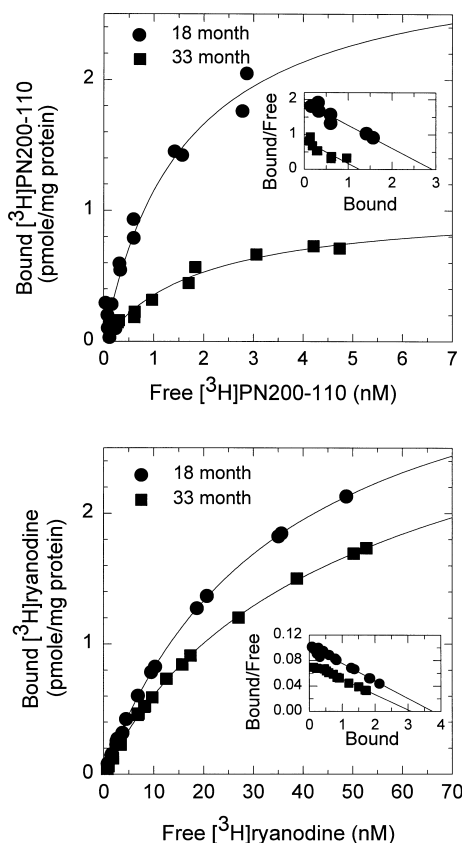 18 month
33 month
2
1
0
Bound [³H]PN200-110
(pmole/mg protein)
2
1
0
Bound/Free
0 1 2 3
Bound
0 1 2 3 4 5 6 7
Free [³H]PN200-110 (nM)
18 month
33 month
2
1
0
Bound [³H]ryanodine
(pmole/mg protein)
0.12
0.08
0.04
0.00
Bound/Free
0 1 2 3 4
Bound
0 10 20 30 40 50 60 70
Free [³H]ryanodine (nM)